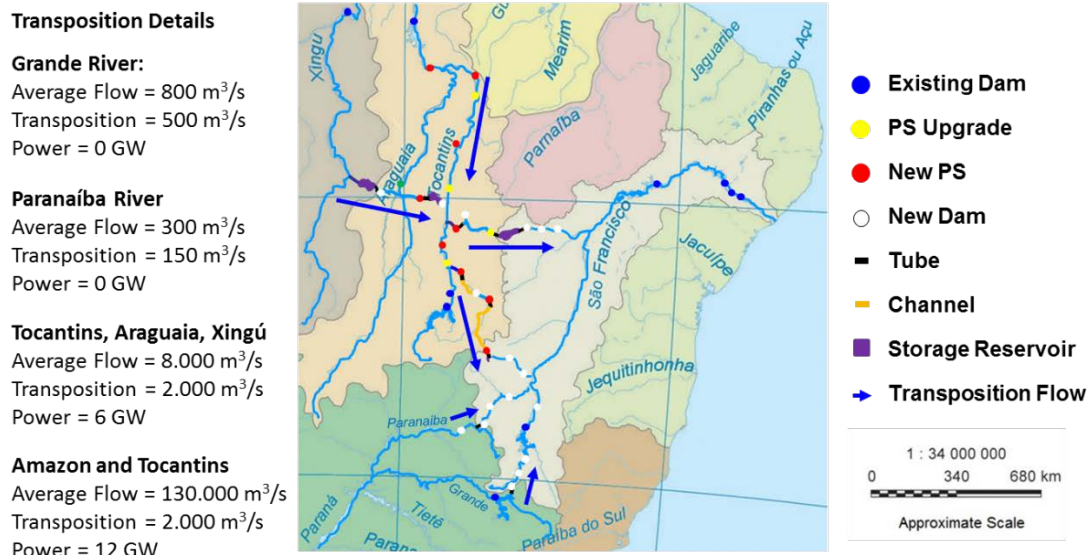 Transposition Details
Grande River:
Average Flow = 800 m³/s
Transposition = 500 m³/s
Power = 0 GW
Paranaíba River
Average Flow = 300 m³/s
Transposition = 150 m³/s
Power = 0 GW
Tocantins, Araguaia, Xingú
Average Flow = 8.000 m³/s
Transposition = 2.000 m³/s
Power = 6 GW
Amazon and Tocantins
Average Flow = 130.000 m³/s
Transposition = 2.000 m³/s
Power = 12 GW
Xingu
Gu
Mearim
Jaguaribe
Piranhas ou Açu
Parnaíba
Araguaia
Tocantins
São Francisco
Jacuípe
Jequitinhonha
Paranaiba
Grande
Paraná
Tietê
Parana
Paraíba do Sul
Existing Dam
PS Upgrade
New PS
New Dam
Tube
Channel
Storage Reservoir
Transposition Flow
1 : 34 000 000
0 340 680 km
Approximate Scale